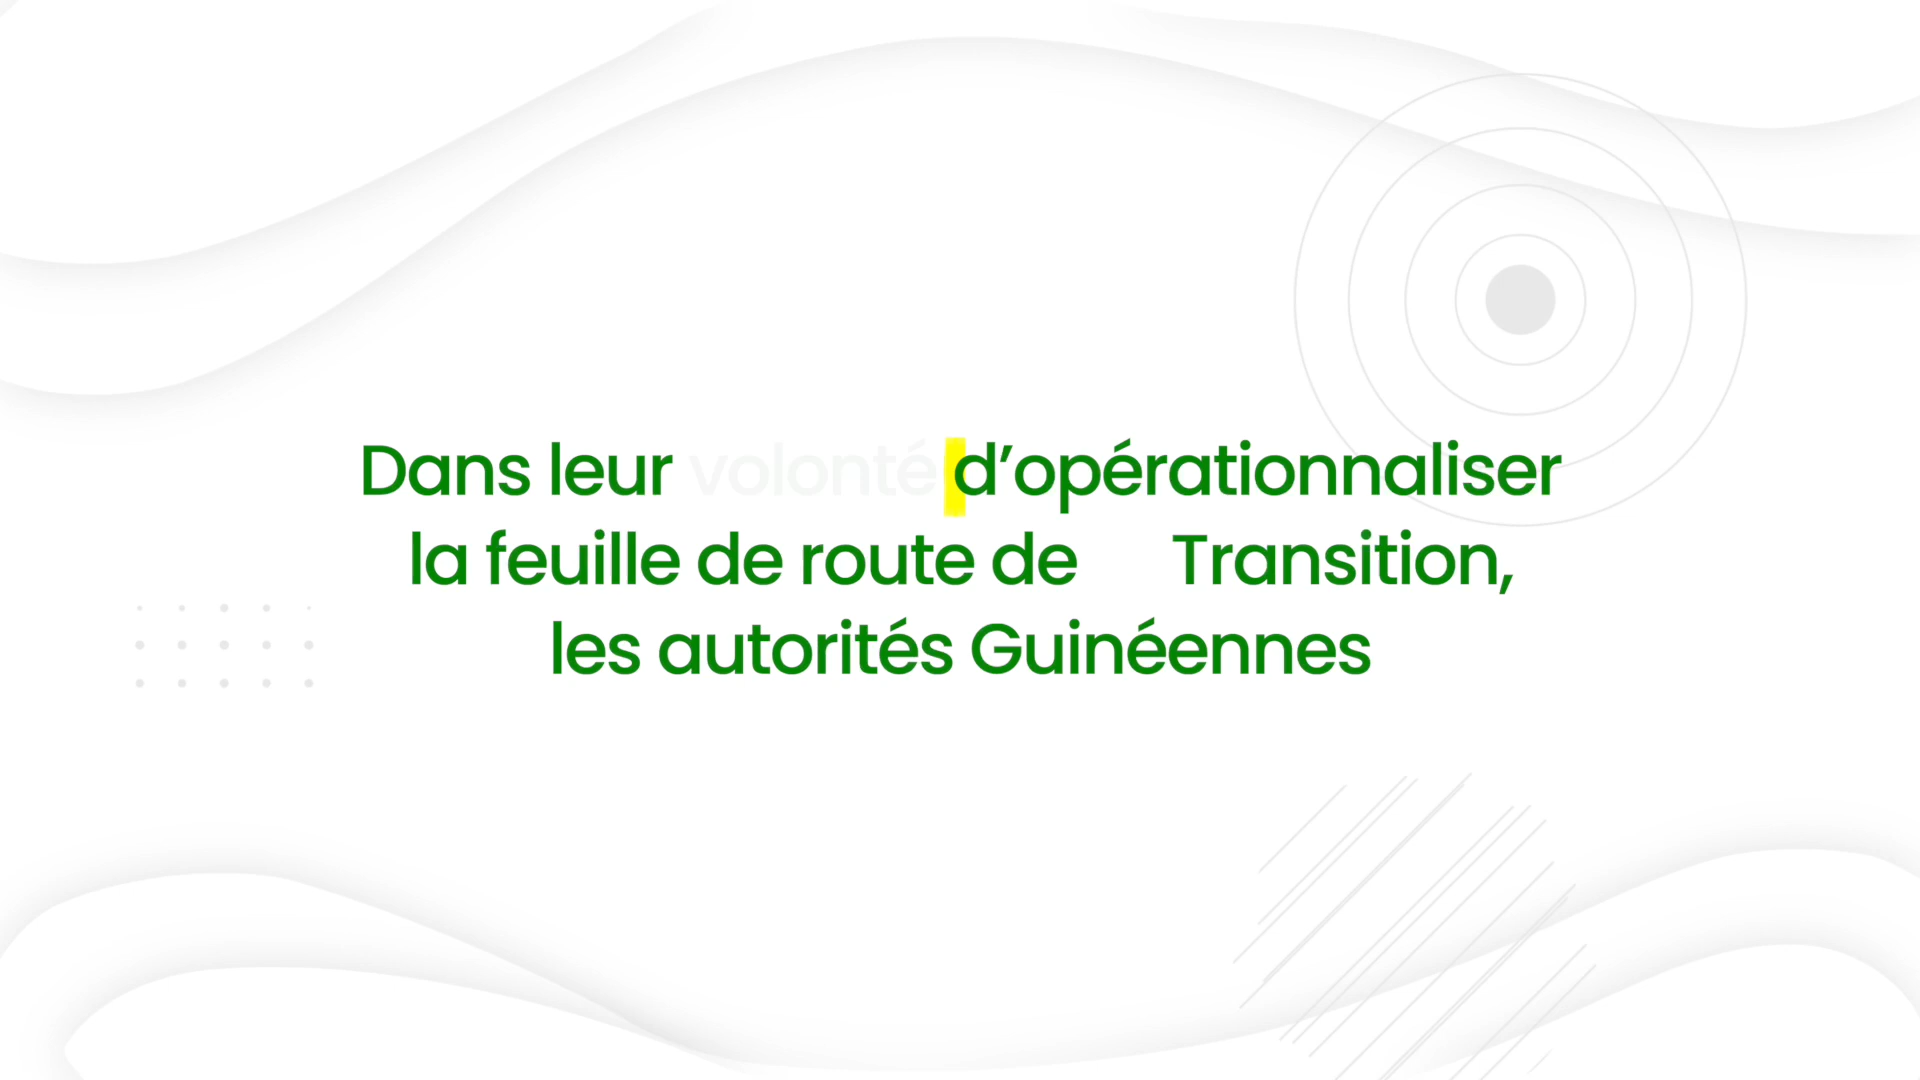 Dans leur volonté d’opérationnaliser
la feuille de route de Transition,
les autorités Guinéennes